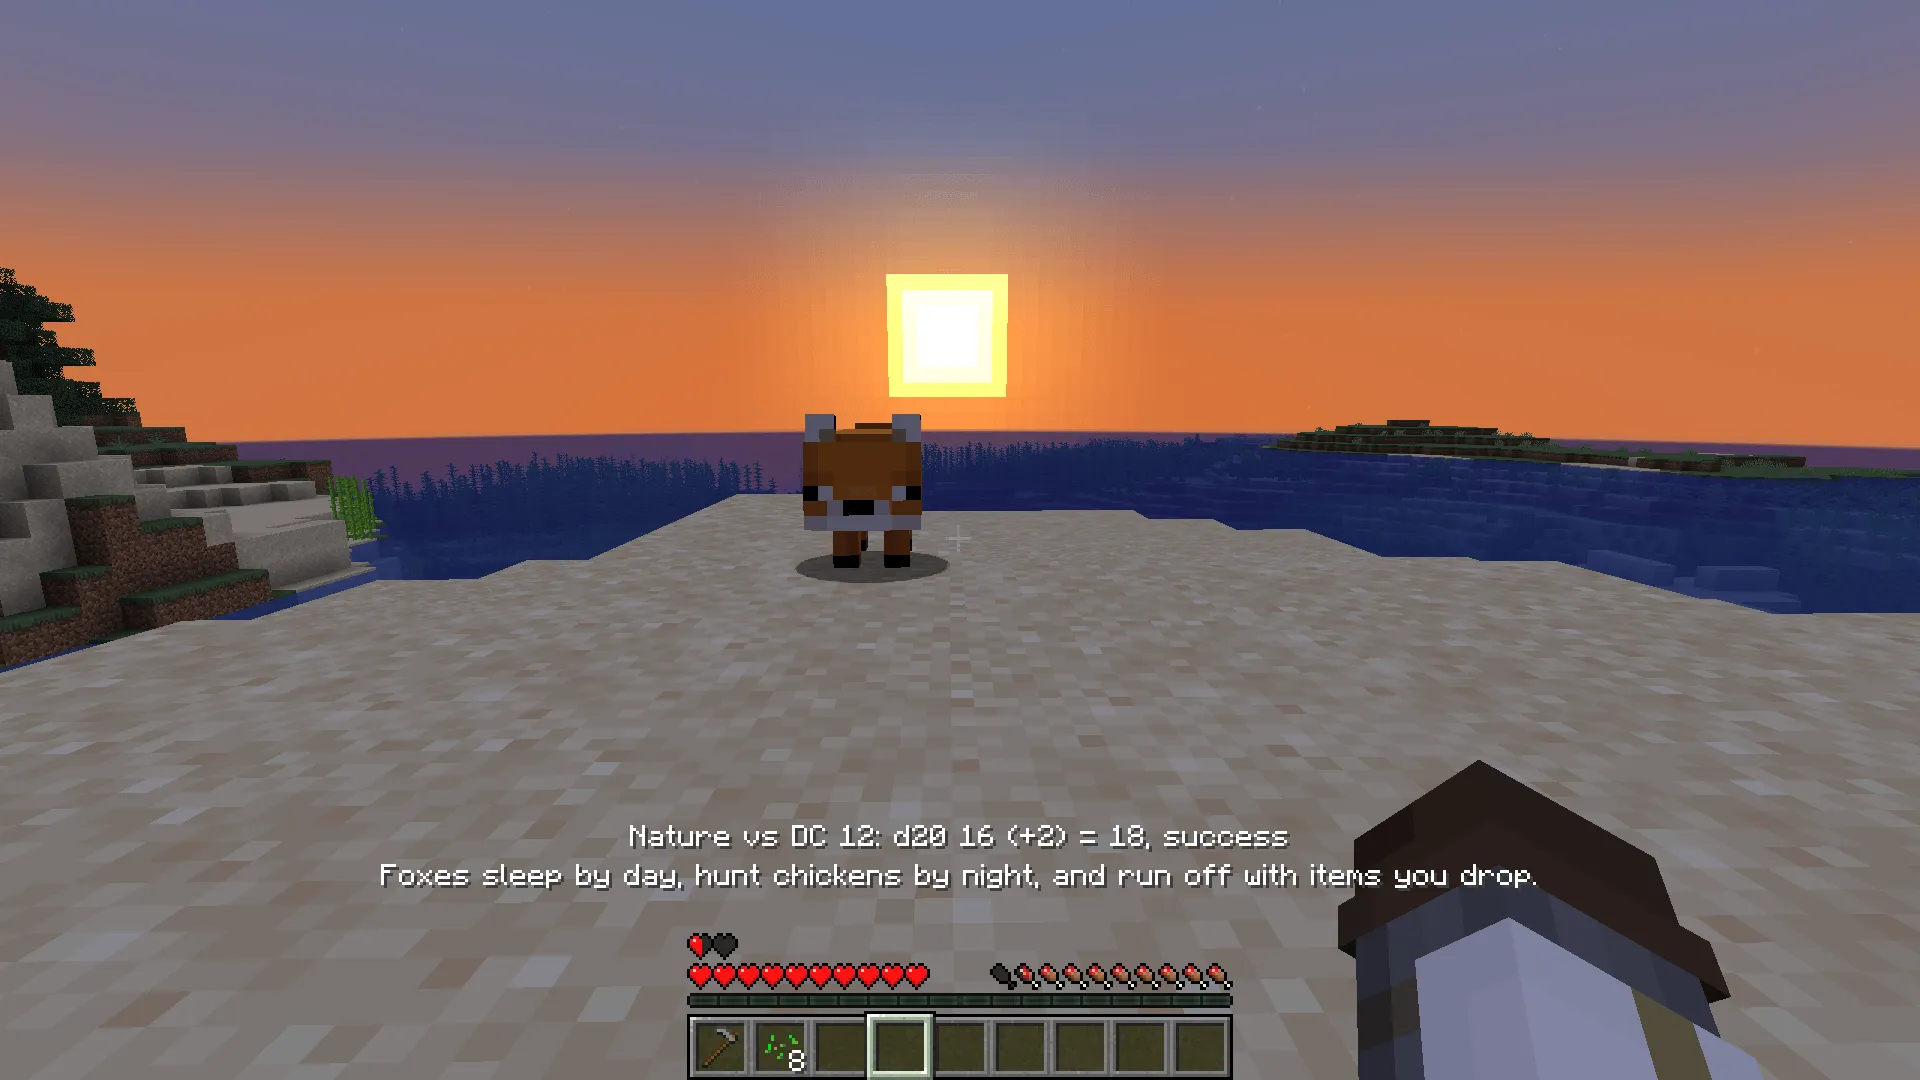 Nature vs DC 12: d20 16 (+2) = 18, success
Foxes sleep by day, hunt chickens by night, and run off with items you drop.
8